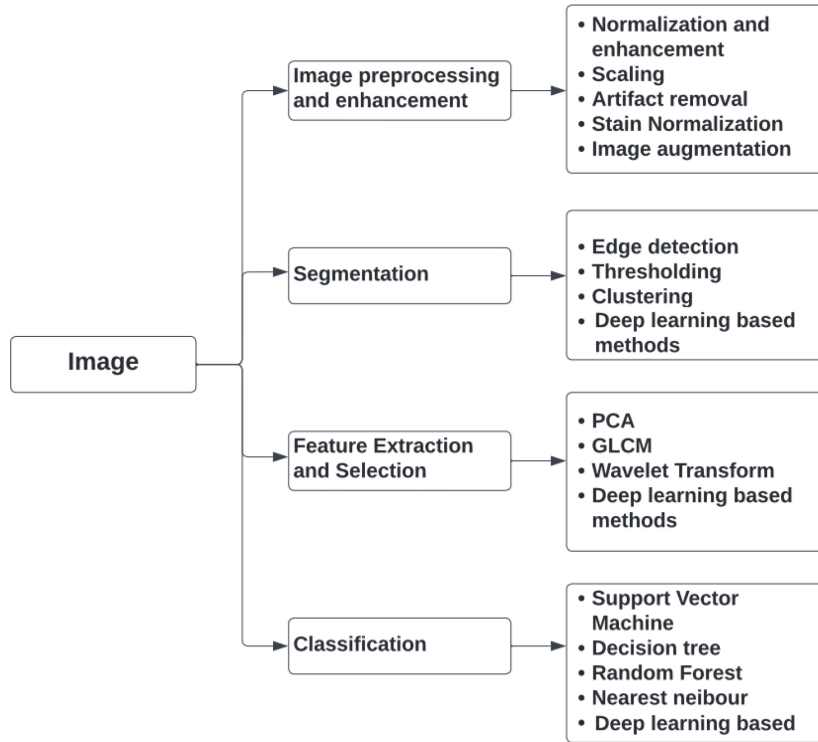 Image
Image preprocessing
and enhancement
• Normalization and
enhancement
• Scaling
• Artifact removal
• Stain Normalization
• Image augmentation
Segmentation
• Edge detection
• Thresholding
• Clustering
• Deep learning based
methods
Feature Extraction
and Selection
• PCA
• GLCM
• Wavelet Transform
• Deep learning based
methods
Classification
• Support Vector
Machine
• Decision tree
• Random Forest
• Nearest neibour
• Deep learning based